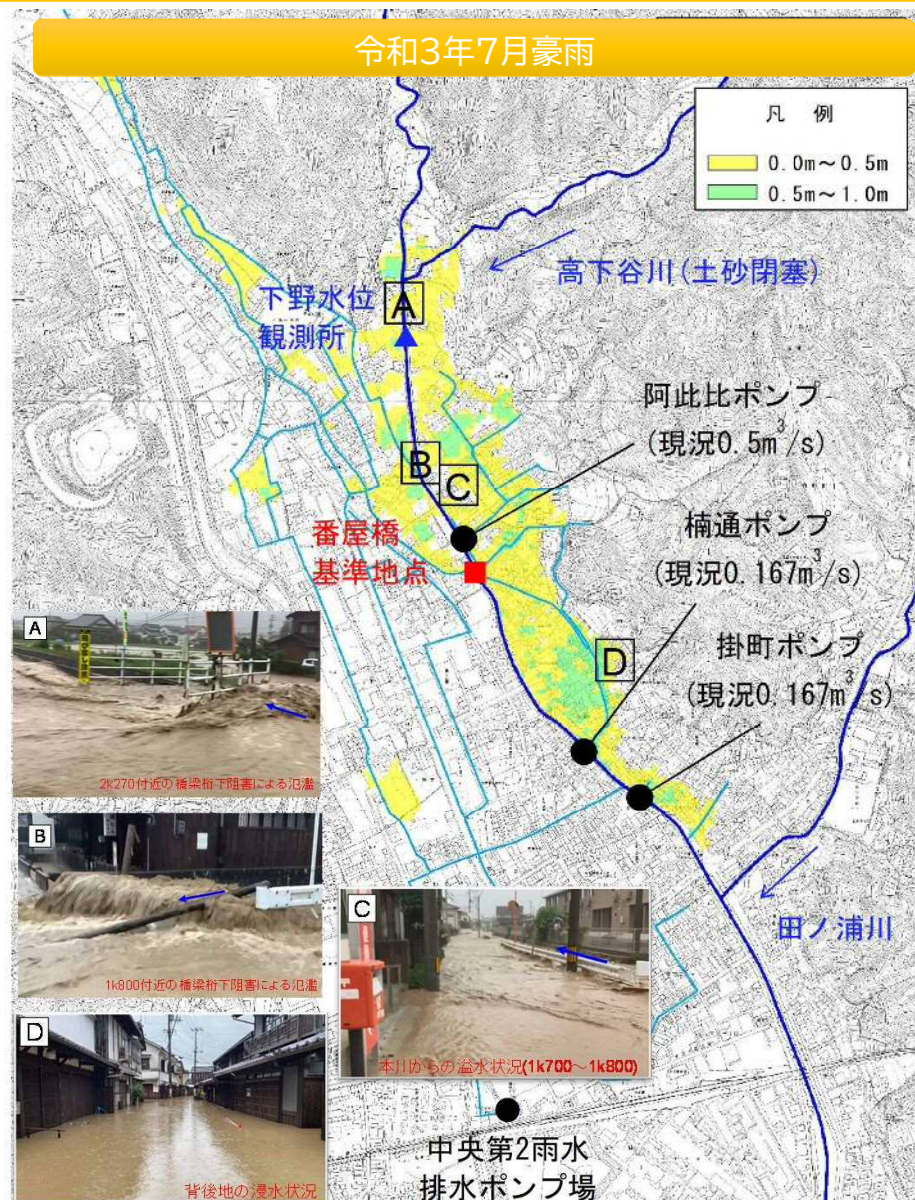 令和3年7月豪雨
凡 例
0.0m～0.5m
0.5m～1.0m
高下谷川(土砂閉塞)
下野水位
観測所
A
阿此比ポンプ
(現況0.5m³/s)
B
C
楠通ポンプ
(現況0.167m³/s)
番屋橋
基準地点
掛町ポンプ
(現況0.167m³/s)
D
田ノ浦川
A
2k270付近の橋梁桁下阻害による氾濫
B
1k800付近の橋梁桁下阻害による氾濫
C
本川からの溢水状況(1k700～1k800)
D
背後地の浸水状況
中央第2雨水
排水ポンプ場